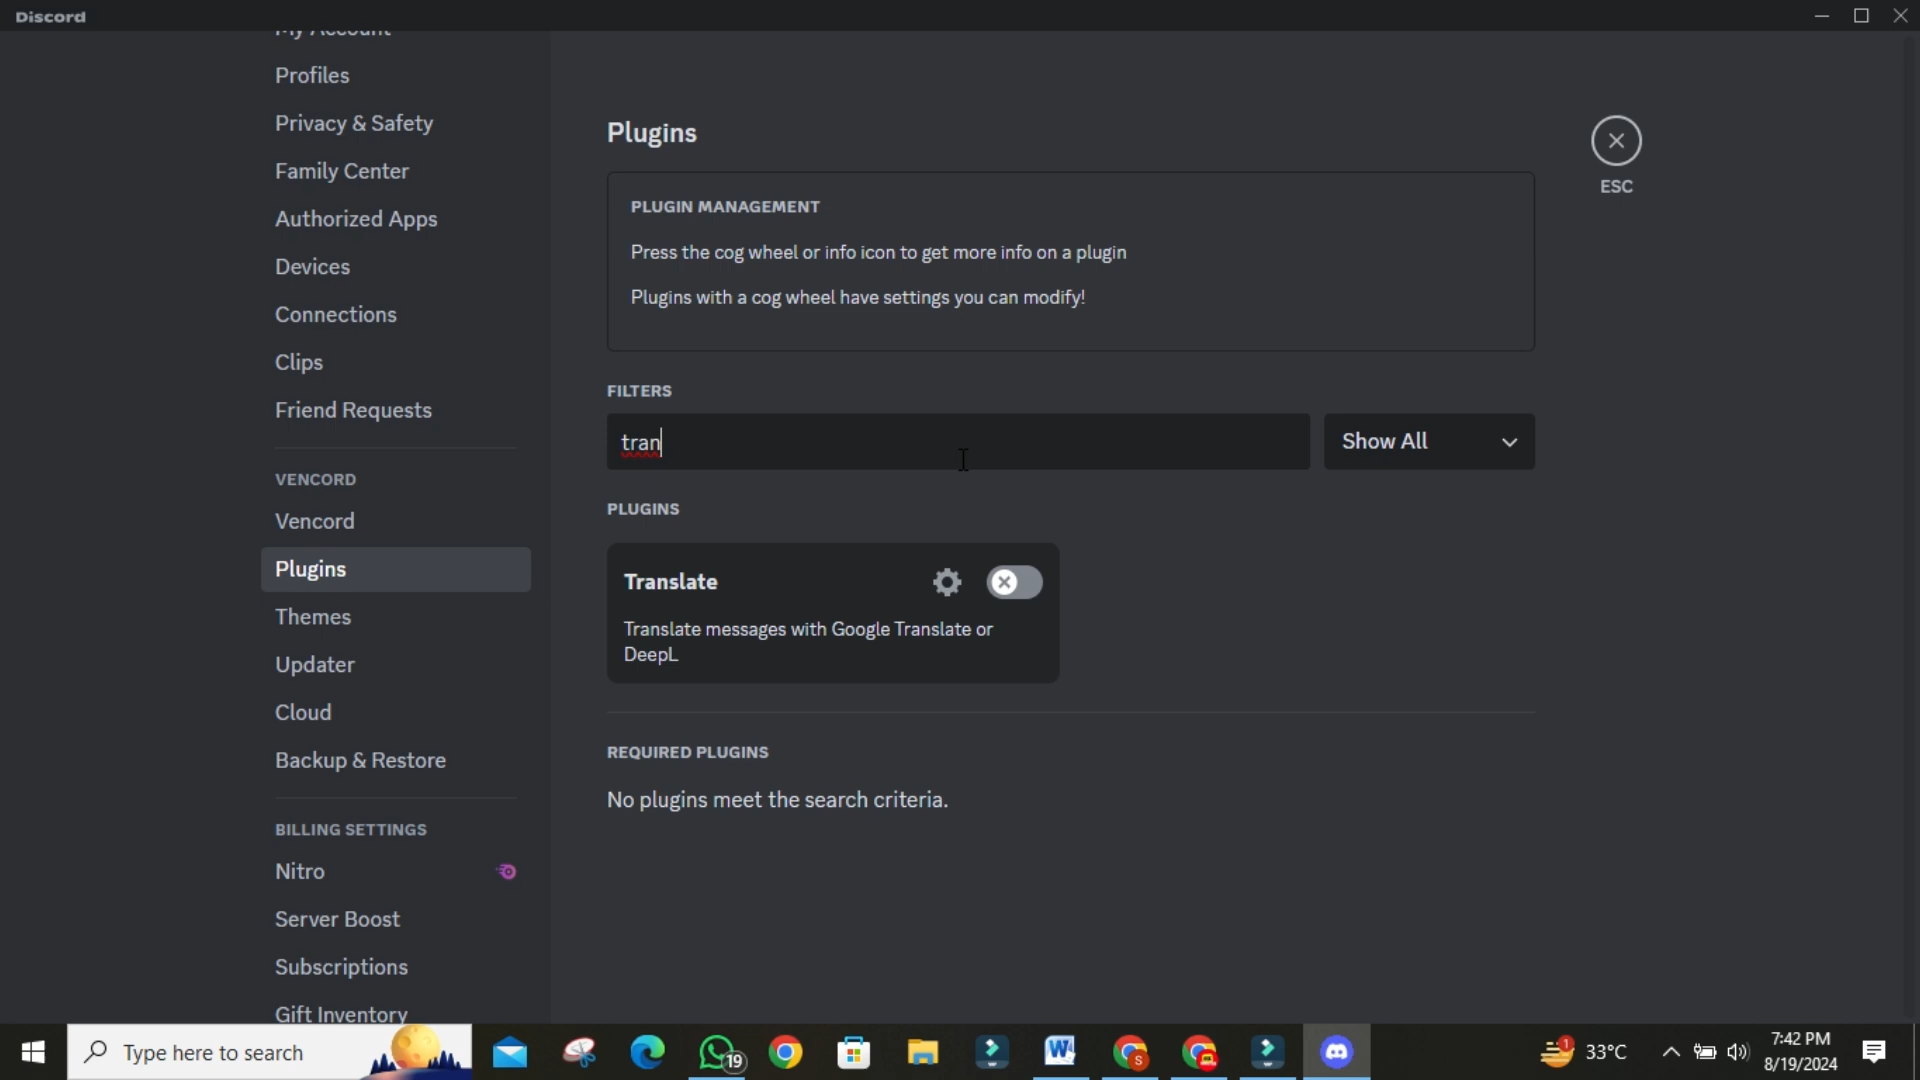 Discord
My Account
Profiles
Privacy & Safety
Family Center
Authorized Apps
Devices
Connections
Clips
Friend Requests
VENCORD
Vencord
Plugins
Themes
Updater
Cloud
Backup & Restore
BILLING SETTINGS
Nitro
Server Boost
Subscriptions
Gift Inventory
Plugins
ESC
PLUGIN MANAGEMENT
Press the cog wheel or info icon to get more info on a plugin
Plugins with a cog wheel have settings you can modify!
FILTERS
tran
Show All
PLUGINS
Translate
Translate messages with Google Translate or
DeepL
REQUIRED PLUGINS
No plugins meet the search criteria.
Type here to search
19
W
S
1
33°C
7:42 PM
8/19/2024